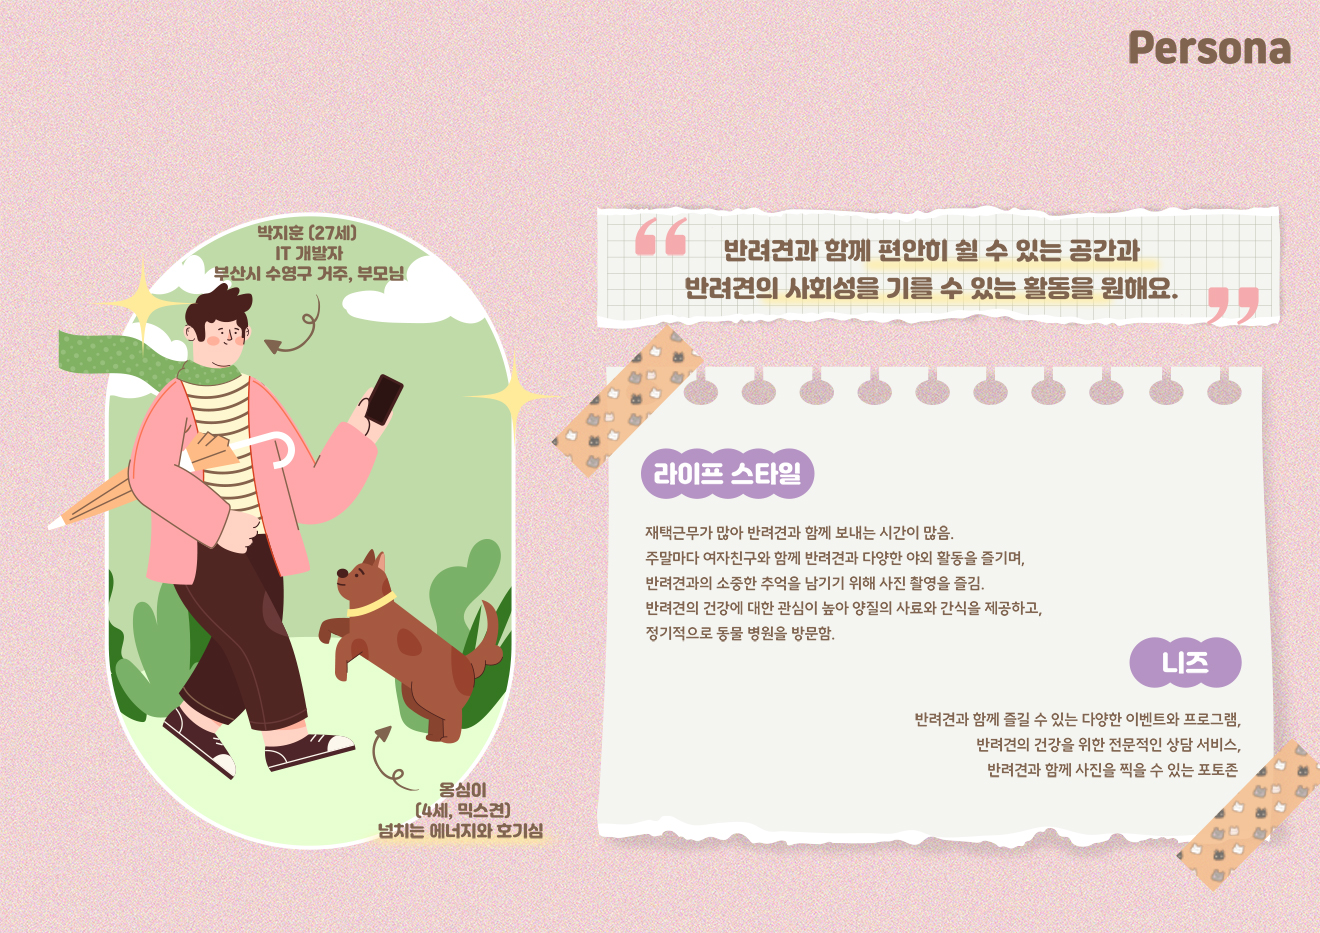 Persona
박지훈 (27세)
IT 개발자
부산시 수영구 거주, 부모님
“
반려견과 함께 편안히 쉴 수 있는 공간과
반려견의 사회성을 기를 수 있는 활동을 원해요.
”
라이프 스타일
재택근무가 많아 반려견과 함께 보내는 시간이 많음.
주말마다 여자친구와 함께 반려견과 다양한 야외 활동을 즐기며,
반려견과의 소중한 추억을 남기기 위해 사진 촬영을 즐김.
반려견의 건강에 대한 관심이 높아 양질의 사료와 간식을 제공하고,
정기적으로 동물 병원을 방문함.
니즈
반려견과 함께 즐길 수 있는 다양한 이벤트와 프로그램,
반려견의 건강을 위한 전문적인 상담 서비스,
반려견과 함께 사진을 찍을 수 있는 포토존
옹심이
(4세, 믹스견)
넘치는 에너지와 호기심